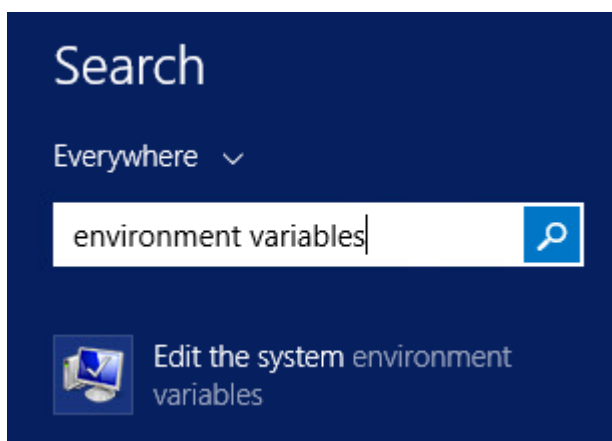 Search
Everywhere
environment variables
Edit the system environment
variables